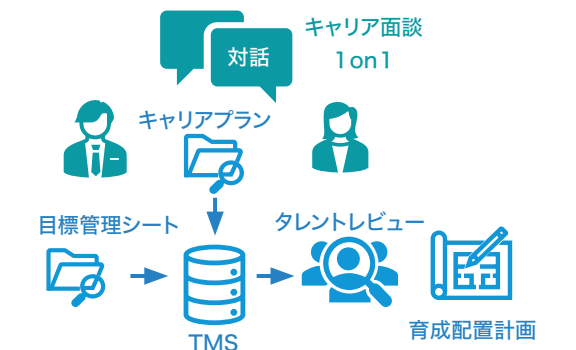 キャリア面談
1on1
対話
キャリアプラン
目標管理シート
タレントレビュー
TMS
育成配置計画